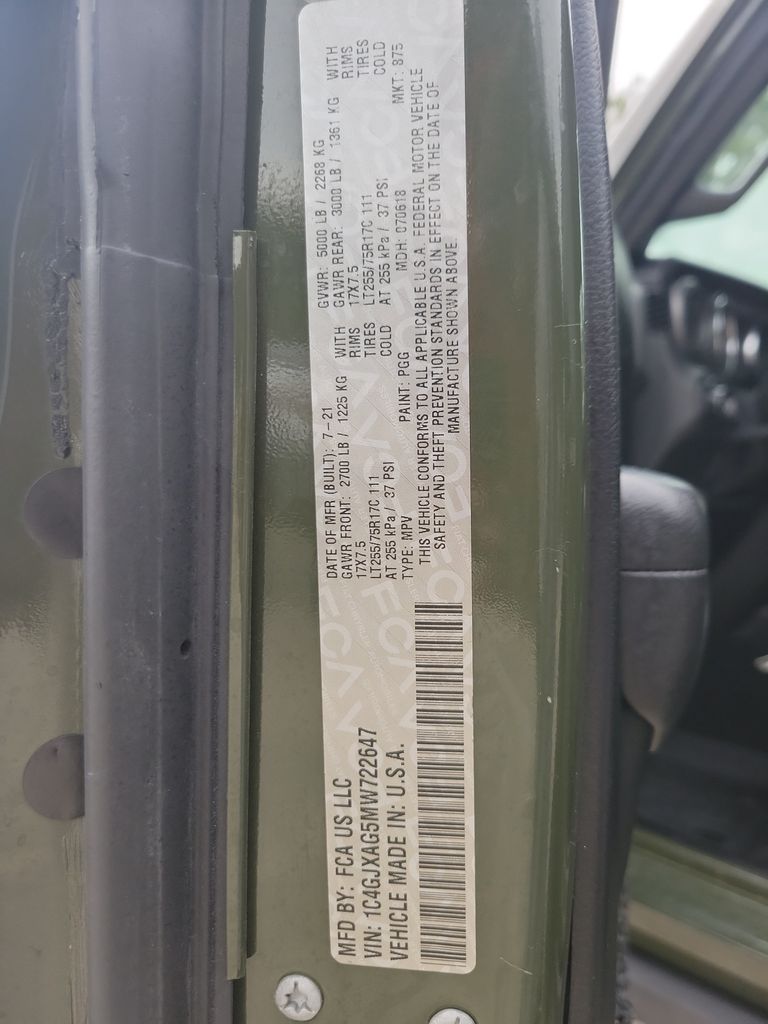 MFD BY: FCA US LLC
DATE OF MFR (BUILT): 7-21
GVWR: 5000 LB / 2268 KG
GAWR FRONT: 2700 LB / 1225 KG WITH
GAWR REAR: 3000 LB / 1361 KG WITH
17X7.5 RIMS
17X7.5 RIMS
LT255/75R17C 111 TIRES
LT255/75R17C 111 TIRES
AT 255 kPa / 37 PSI COLD
AT 255 kPa / 37 PSI COLD
VIN: 1C4GJXAG5MW722647
TYPE: MPV
PAINT: PGG
MDH: 070618
MKT: 875
VEHICLE MADE IN: U.S.A.
THIS VEHICLE CONFORMS TO ALL APPLICABLE U.S.A. FEDERAL MOTOR VEHICLE
SAFETY AND THEFT PREVENTION STANDARDS IN EFFECT ON THE DATE OF
MANUFACTURE SHOWN ABOVE.